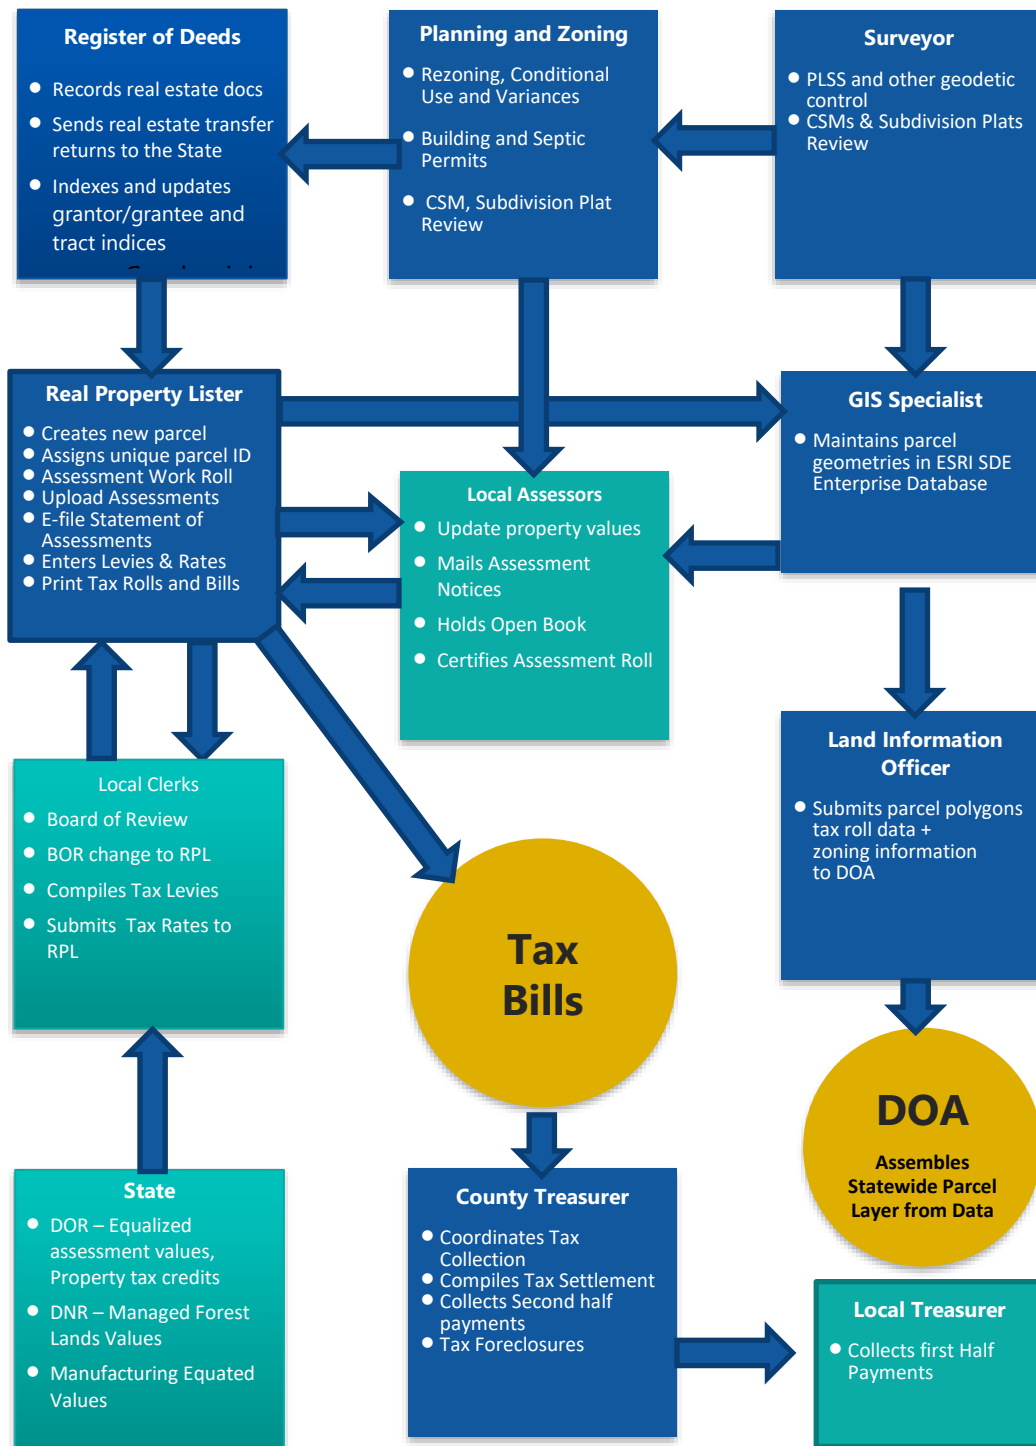 Register of Deeds
● Records real estate docs
● Sends real estate transfer
returns to the State
● Indexes and updates
grantor/grantee and
tract indices
Planning and Zoning
● Rezoning, Conditional
Use and Variances
● Building and Septic
Permits
● CSM, Subdivision Plat
Review
Surveyor
● PLSS and other geodetic
control
● CSMs & Subdivision Plats
Review
Real Property Lister
● Creates new parcel
● Assigns unique parcel ID
● Assessment Work Roll
● Upload Assessments
● E-file Statement of
Assessments
● Enters Levies & Rates
● Print Tax Rolls and Bills
GIS Specialist
● Maintains parcel
geometries in ESRI SDE
Enterprise Database
Local Assessors
● Update property values
● Mails Assessment
Notices
● Holds Open Book
● Certifies Assessment Roll
Land Information
Officer
● Submits parcel polygons
tax roll data +
zoning information
to DOA
Local Clerks
● Board of Review
● BOR change to RPL
● Compiles Tax Levies
● Submits Tax Rates to
RPL
Tax
Bills
DOA
Assembles
Statewide Parcel
Layer from Data
State
● DOR – Equalized
assessment values,
Property tax credits
● DNR – Managed Forest
Lands Values
● Manufacturing Equated
Values
County Treasurer
● Coordinates Tax
Collection
● Compiles Tax Settlement
● Collects Second half
payments
● Tax Foreclosures
Local Treasurer
● Collects first Half
Payments